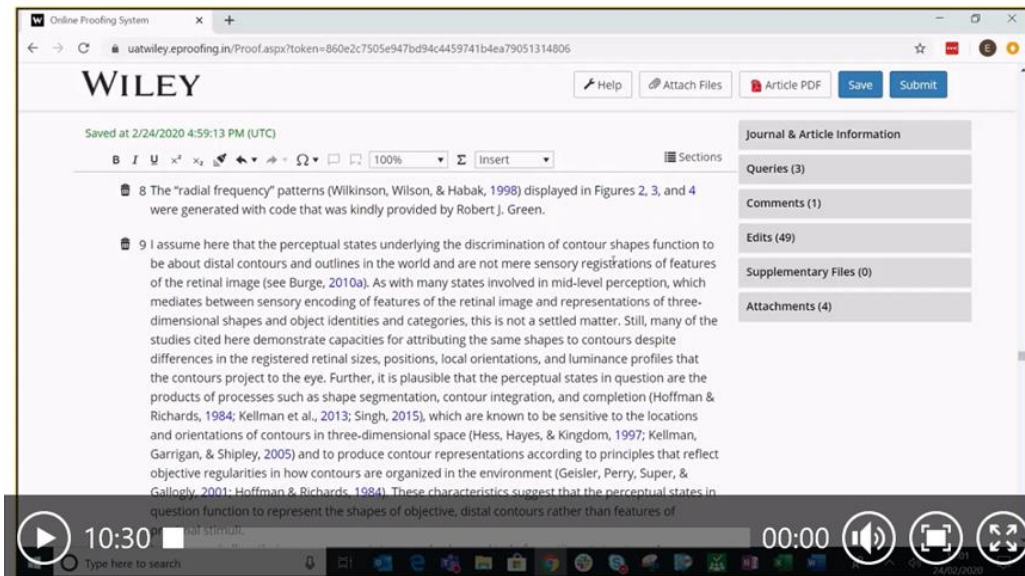 Online Proofing System
uatwiley.eproofing.in/Proof.aspx?token=860e2c7505e947bd94c4459741b4ea79051314806
WILEY
Help
Attach Files
Article PDF
Save
Submit
Saved at 2/24/2020 4:59:13 PM (UTC)
B I U x² x₂ Ω 100% Σ Insert
Sections
8 The “radial frequency” patterns (Wilkinson, Wilson, & Habak, 1998) displayed in Figures 2, 3, and 4
were generated with code that was kindly provided by Robert J. Green.
9 I assume here that the perceptual states underlying the discrimination of contour shapes function to
be about distal contours and outlines in the world and are not mere sensory registrations of features
of the retinal image (see Burge, 2010a). As with many states involved in mid-level perception, which
mediates between sensory encoding of features of the retinal image and representations of three-
dimensional shapes and object identities and categories, this is not a settled matter. Still, many of the
studies cited here demonstrate capacities for attributing the same shapes to contours despite
differences in the registered retinal sizes, positions, local orientations, and luminance profiles that
the contours project to the eye. Further, it is plausible that the perceptual states in question are the
products of processes such as shape segmentation, contour integration, and completion (Hoffman &
Richards, 1984; Kellman et al., 2013; Singh, 2015), which are known to be sensitive to the locations
and orientations of contours in three-dimensional space (Hess, Hayes, & Kingdom, 1997; Kellman,
Garrigan, & Shipley, 2005) and to produce contour representations according to principles that reflect
objective regularities in how contours are organized in the environment (Geisler, Perry, Super, &
Gallogly, 2001; Hoffman & Richards, 1984). These characteristics suggest that the perceptual states in
question function to represent the shapes of objective, distal contours rather than features of
stimuli.
Journal & Article Information
Queries (3)
Comments (1)
Edits (49)
Supplementary Files (0)
Attachments (4)
10:30
00:00
Type here to search
24/02/2020